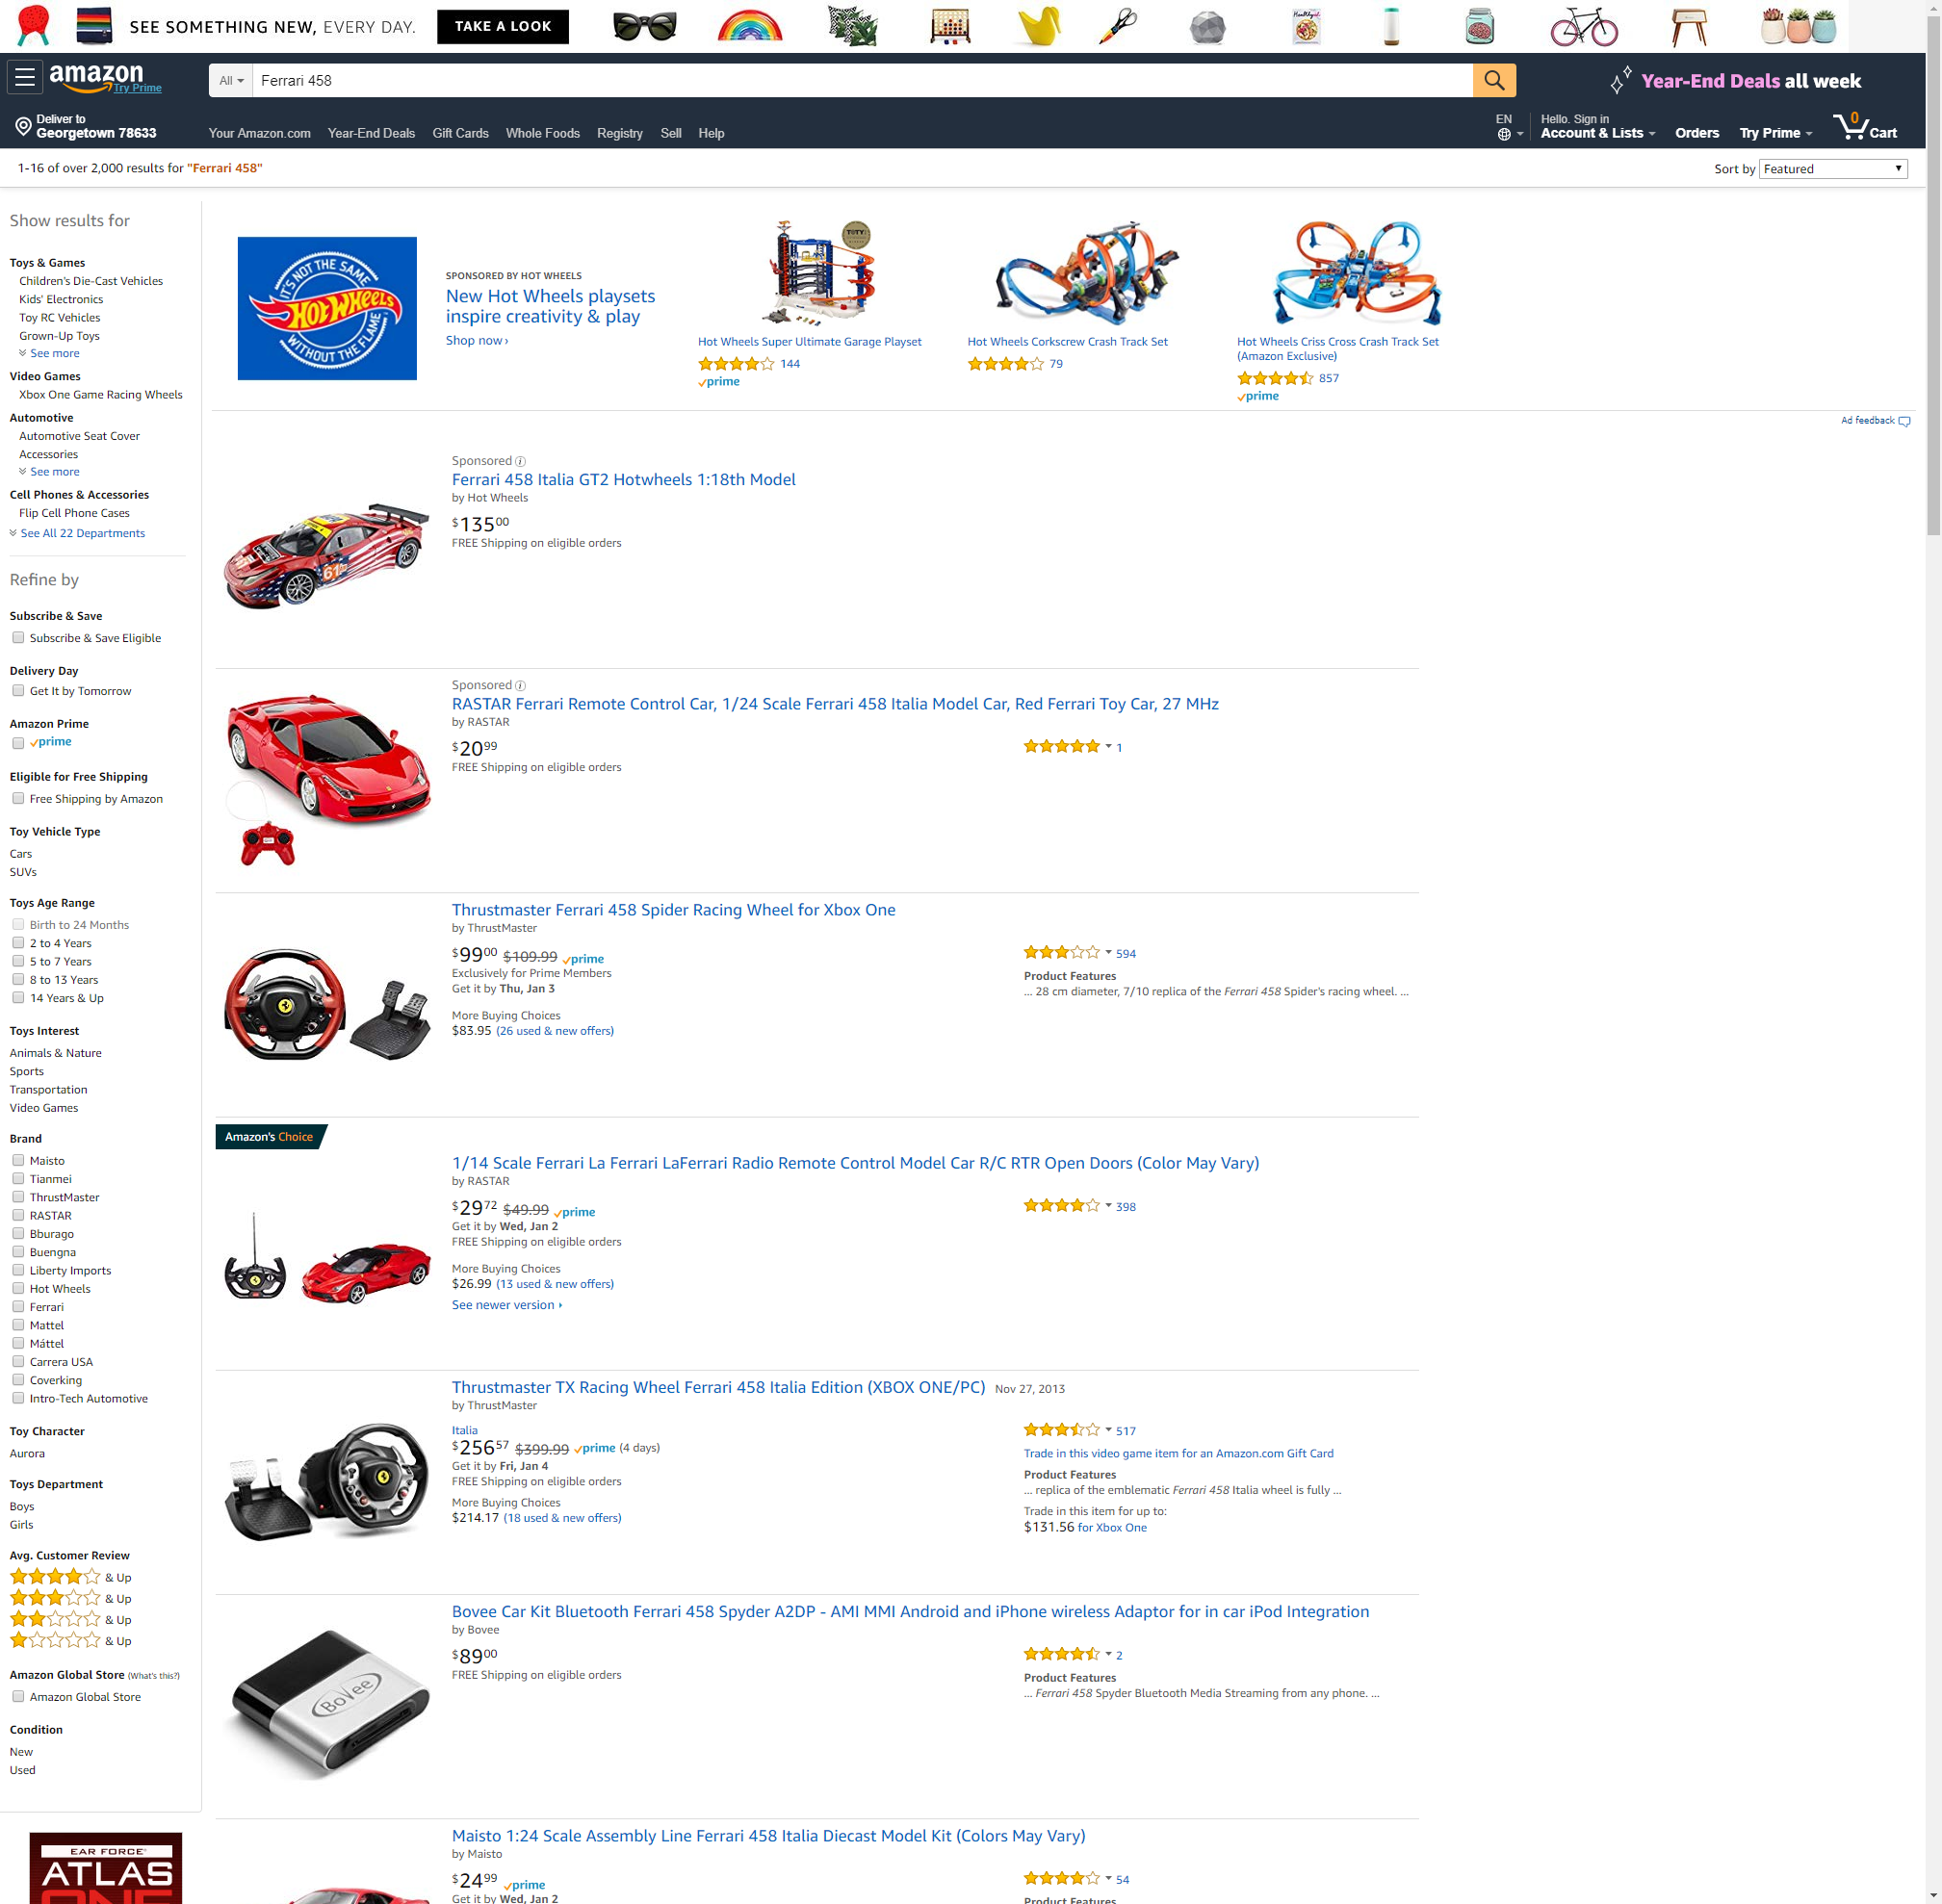 SEE SOMETHING NEW, EVERY DAY.
TAKE A LOOK
amazon
Try Prime
All
Ferrari 458
Year-End Deals all week
Deliver to
Georgetown 78633
Your Amazon.com Year-End Deals Gift Cards Whole Foods Registry Sell Help
EN
Hello. Sign in
Account & Lists
Orders
Try Prime
0
Cart
1-16 of over 2,000 results for "Ferrari 458"
Sort by Featured
Show results for
Toys & Games
Children's Die-Cast Vehicles
Kids' Electronics
Toy RC Vehicles
Grown-Up Toys
See more
Video Games
Xbox One Game Racing Wheels
Automotive
Automotive Seat Cover
Accessories
See more
Cell Phones & Accessories
Flip Cell Phone Cases
See All 22 Departments
Refine by
Subscribe & Save
Subscribe & Save Eligible
Delivery Day
Get It by Tomorrow
Amazon Prime
prime
Eligible for Free Shipping
Free Shipping by Amazon
Toy Vehicle Type
Cars
SUVs
Toys Age Range
Birth to 24 Months
2 to 4 Years
5 to 7 Years
8 to 13 Years
14 Years & Up
Toys Interest
Animals & Nature
Sports
Transportation
Video Games
Brand
Maisto
Tianmei
ThrustMaster
RASTAR
Bburago
Buengna
Liberty Imports
Hot Wheels
Ferrari
Mattel
Máttel
Carrera USA
Coverking
Intro-Tech Automotive
Toy Character
Aurora
Toys Department
Boys
Girls
Avg. Customer Review
& Up
& Up
& Up
& Up
Amazon Global Store (What's this?)
Amazon Global Store
Condition
New
Used
EAR FORCE
ATLAS
ONE
IT'S NOT THE SAME
HOT WHEELS
WITHOUT THE FLAME
SPONSORED BY HOT WHEELS
New Hot Wheels playsets
inspire creativity & play
Shop now ›
Hot Wheels Super Ultimate Garage Playset
144
prime
Hot Wheels Corkscrew Crash Track Set
79
Hot Wheels Criss Cross Crash Track Set
(Amazon Exclusive)
857
prime
Ad feedback
Sponsored
Ferrari 458 Italia GT2 Hotwheels 1:18th Model
by Hot Wheels
$135 00
FREE Shipping on eligible orders
Sponsored
RASTAR Ferrari Remote Control Car, 1/24 Scale Ferrari 458 Italia Model Car, Red Ferrari Toy Car, 27 MHz
by RASTAR
$20 99
FREE Shipping on eligible orders
1
Thrustmaster Ferrari 458 Spider Racing Wheel for Xbox One
by ThrustMaster
$99 00 $109.99 prime
Exclusively for Prime Members
Get it by Thu, Jan 3
More Buying Choices
$83.95 (26 used & new offers)
594
Product Features
... 28 cm diameter, 7/10 replica of the Ferrari 458 Spider's racing wheel. ...
Amazon's Choice
1/14 Scale Ferrari La Ferrari LaFerrari Radio Remote Control Model Car R/C RTR Open Doors (Color May Vary)
by RASTAR
$29 72 $49.99 prime
Get it by Wed, Jan 2
FREE Shipping on eligible orders
More Buying Choices
$26.99 (13 used & new offers)
See newer version
398
Thrustmaster TX Racing Wheel Ferrari 458 Italia Edition (XBOX ONE/PC) Nov 27, 2013
by ThrustMaster
Italia
$256 57 $399.99 prime (4 days)
Get it by Fri, Jan 4
FREE Shipping on eligible orders
More Buying Choices
$214.17 (18 used & new offers)
517
Trade in this video game item for an Amazon.com Gift Card
Product Features
... replica of the emblematic Ferrari 458 Italia wheel is fully ...
Trade in this item for up to:
$131.56 for Xbox One
Bovee Car Kit Bluetooth Ferrari 458 Spyder A2DP - AMI MMI Android and iPhone wireless Adaptor for in car iPod Integration
by Bovee
$89 00
FREE Shipping on eligible orders
2
Product Features
... Ferrari 458 Spyder Bluetooth Media Streaming from any phone. ...
BoVee
Maisto 1:24 Scale Assembly Line Ferrari 458 Italia Diecast Model Kit (Colors May Vary)
by Maisto
$24 99 prime
Get it by Wed, Jan 2
54
Product Features